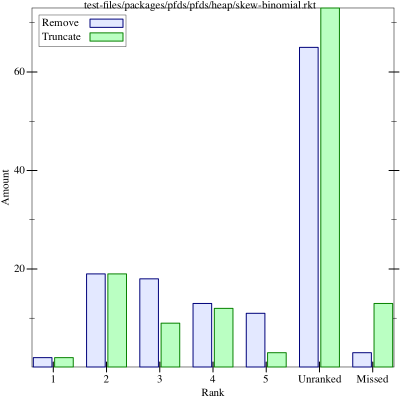 test-files/packages/pfds/pfds/heap/skew-binomial.rkt
Remove
Truncate
60
40
20
Amount
1 2 3 4 5 Unranked Missed
Rank